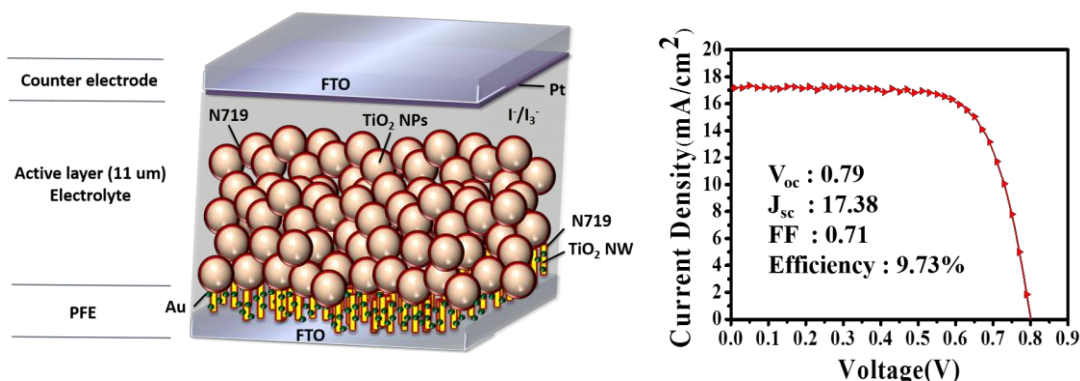 Counter electrode
Active layer (11 um)
Electrolyte
PFE
FTO
Pt
I⁻/I₃⁻
N719
TiO₂ NPs
N719
TiO₂ NW
Au
FTO
Current Density(mA/cm²)
20
18
16
14
12
10
8
6
4
2
0
V_oc : 0.79
J_sc : 17.38
FF : 0.71
Efficiency : 9.73%
0.0 0.1 0.2 0.3 0.4 0.5 0.6 0.7 0.8 0.9
Voltage(V)